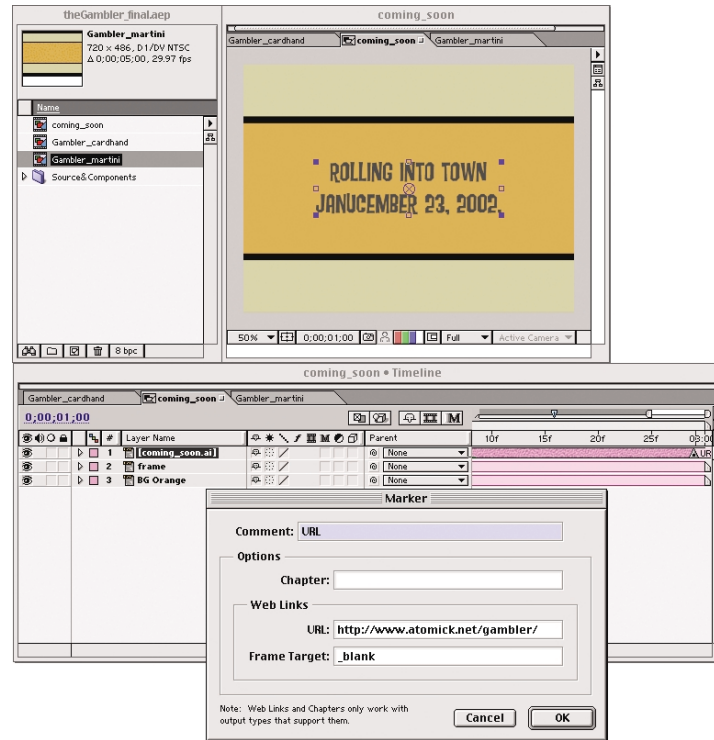 theGambler_final.aep
Gambler_martini
720 × 486, D1/DV NTSC
Δ 0;00;05;00, 29.97 fps
Name
coming_soon
Gambler_cardhand
Gambler_martini
Source&Components
8 bpc
coming_soon
Gambler_cardhand
coming_soon
Gambler_martini
ROLLING INTO TOWN
JANUCEMBER 23, 2002.
50%
0;00;01;00
Full
Active Camera
coming_soon • Timeline
Gambler_cardhand
coming_soon
Gambler_martini
0;00;01;00
# Layer Name
Parent
10f 15f 20f 25f 03:00
1 [coming_soon.ai] None UR
2 frame None
3 BG Orange None
Marker
Comment: URL
Options
Chapter:
Web Links
URL: http://www.atomick.net/gambler/
Frame Target: _blank
Note: Web Links and Chapters only work with
output types that support them.
Cancel OK